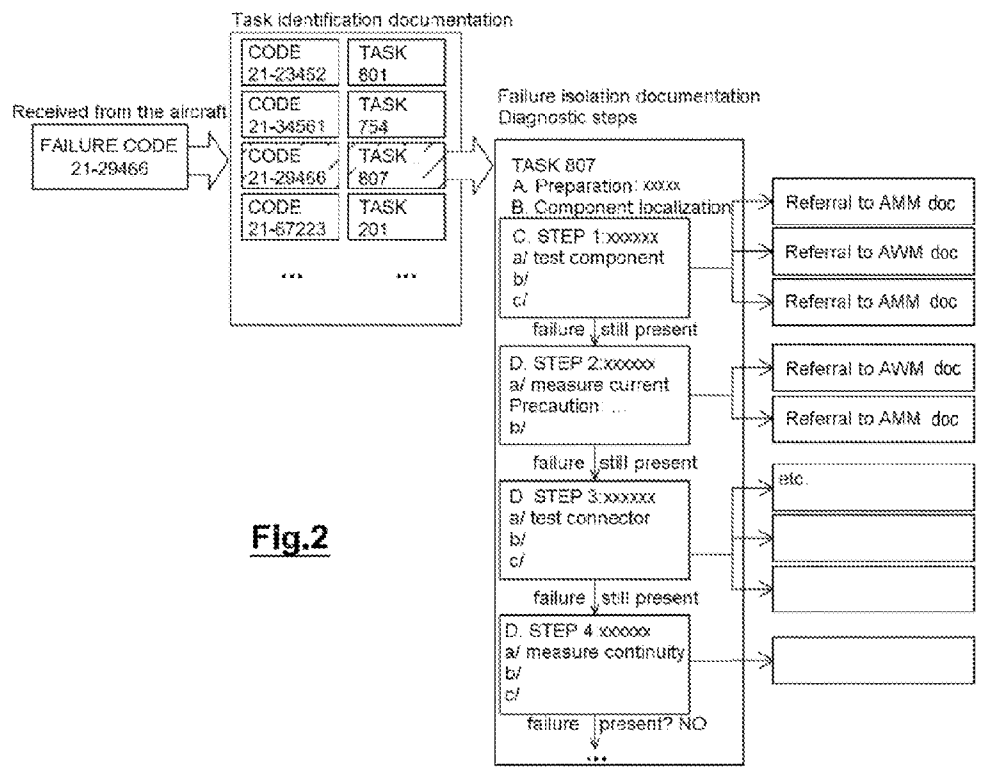 Task identification documentation
CODE
21-23452
TASK
801
CODE
21-34561
TASK
754
CODE
21-29466
TASK
807
CODE
21-67223
TASK
201
...
...
Received from the aircraft
FAILURE CODE
21-29466
Failure isolation documentation
Diagnostic steps
TASK 807
A. Preparation: xxxxx
B. Component localization
C. STEP 1:xxxxxx
a/ test component
b/
c/
failure still present
D. STEP 2:xxxxxx
a/ measure current
Precaution: ...
b/
failure still present
D. STEP 3:xxxxxx
a/ test connector
b/
c/
failure still present
D. STEP 4:xxxxxx
a/ measure continuity
b/
c/
failure present? NO
...
Referral to AMM doc
Referral to AWM doc
Referral to AMM doc
Referral to AWM doc
Referral to AMM doc
etc.
Fig.2